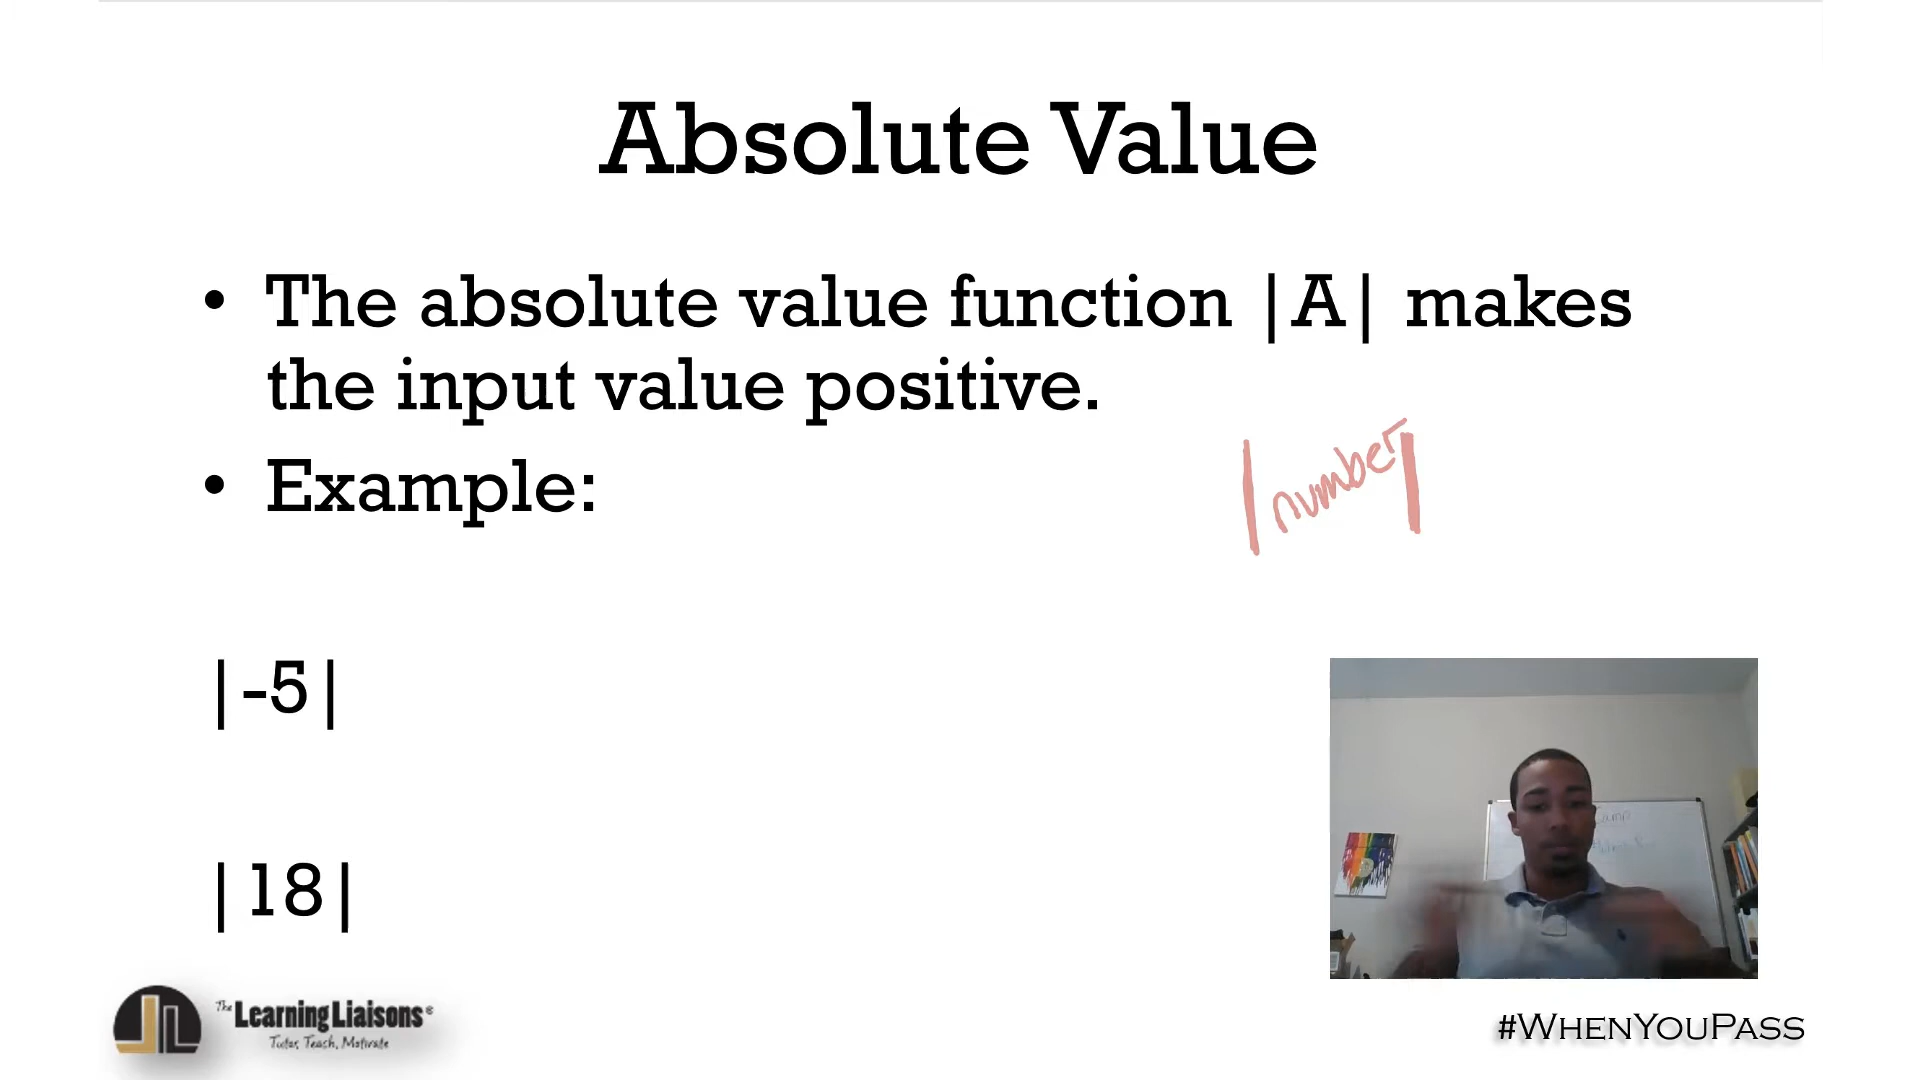 Absolute Value
• The absolute value function |A| makes
the input value positive.
• Example:
|number|
|-5|
|18|
Camp
The Learning Liaisons®
Tutor, Teach, Motivate
#WhenYouPass